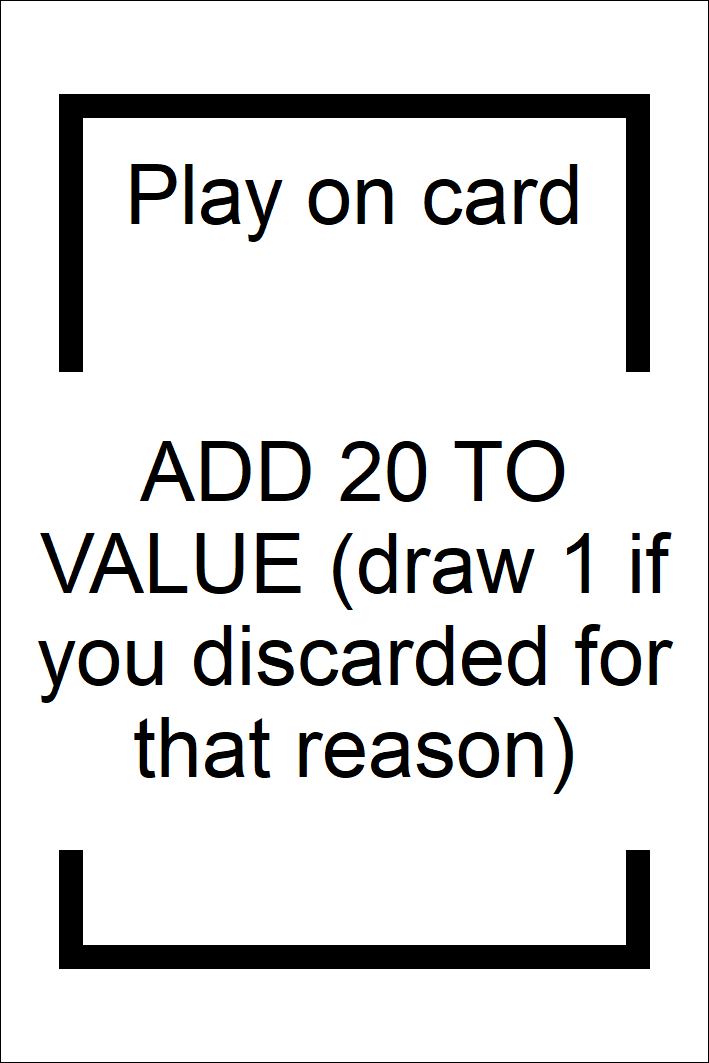 Play on card
ADD 20 TO
VALUE (draw 1 if
you discarded for
that reason)